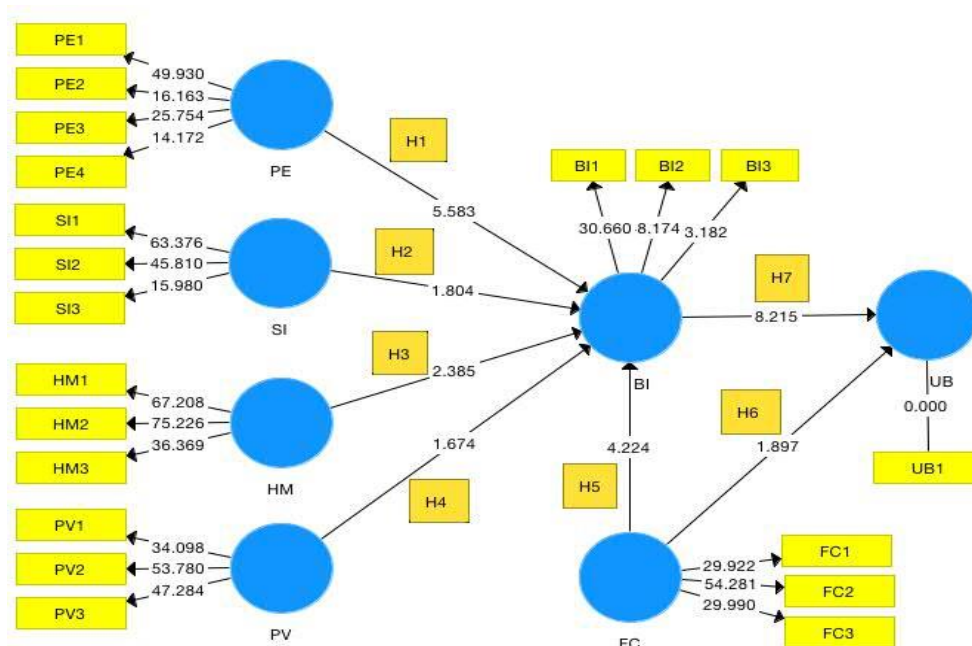 PE1
PE2
PE3
PE4
49.930
16.163
25.754
14.172
PE
H1
5.583
SI1
SI2
SI3
63.376
45.810
15.980
SI
H2
1.804
HM1
HM2
HM3
67.208
75.226
36.369
HM
H3
2.385
PV1
PV2
PV3
34.098
53.780
47.284
PV
1.674
H4
BI1
BI2
BI3
30.660
8.174
3.182
BI
H7
8.215
UB
0.000
UB1
H6
1.897
4.224
H5
FC
29.922
54.281
29.990
FC1
FC2
FC3